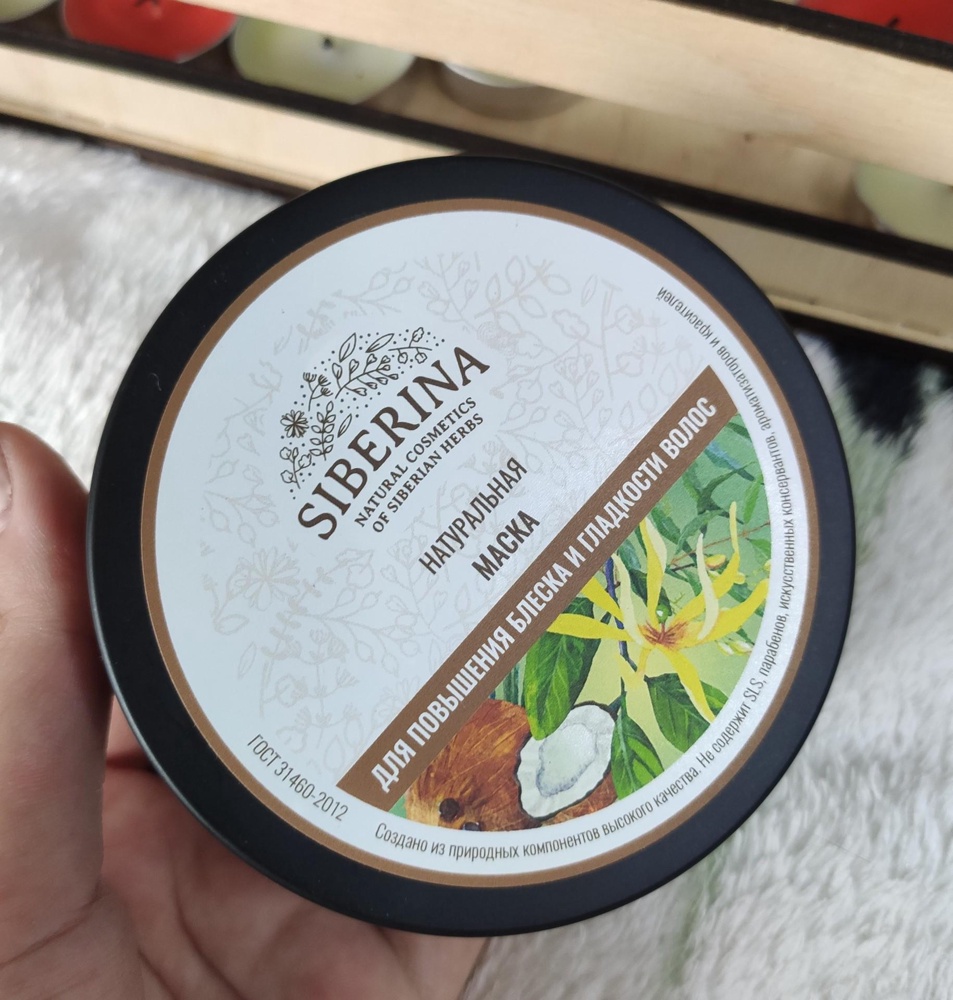 SIBERINA
NATURAL COSMETICS
OF SIBERIAN HERBS
НАТУРАЛЬНАЯ
МАСКА
ДЛЯ ПОВЫШЕНИЯ БЛЕСКА И ГЛАДКОСТИ ВОЛОС
ГОСТ 31460-2012
Создано из природных компонентов высокого качества. Не содержит SLS, парабенов, искусственных консервантов, ароматизаторов и красителей